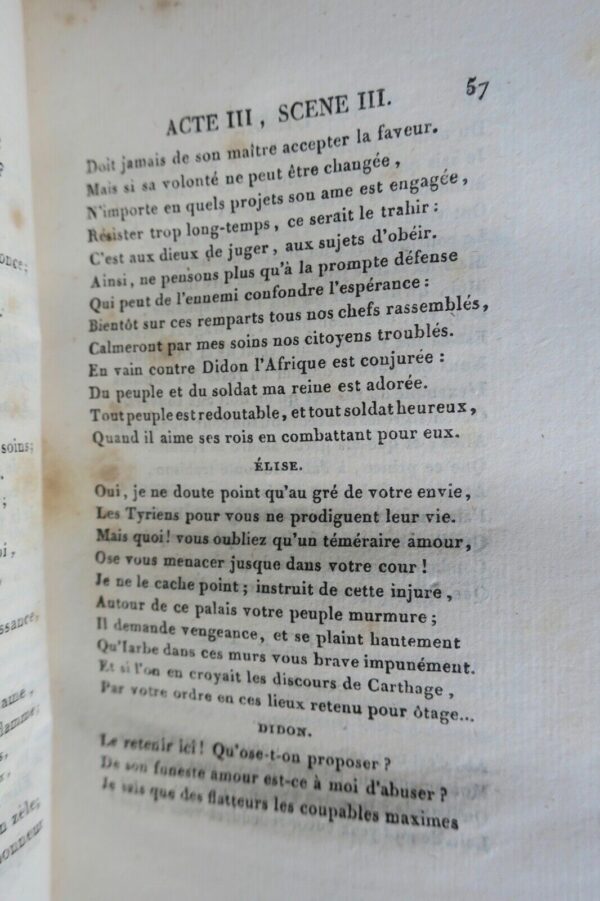 ACTE III, SCENE III. 57
Doit jamais de son maître accepter la faveur.
Mais si sa volonté ne peut être changée,
N'importe en quels projets son ame est engagée,
Résister trop long-temps, ce serait le trahir :
C'est aux dieux de juger, aux sujets d'obéir.
Ainsi, ne pensons plus qu'à la prompte défense
Qui peut de l'ennemi confondre l'espérance :
Bientôt sur ces remparts tous nos chefs rassemblés,
Calmeront par mes soins nos citoyens troublés.
En vain contre Didon l'Afrique est conjurée :
Du peuple et du soldat ma reine est adorée.
Tout peuple est redoutable, et tout soldat heureux,
Quand il aime ses rois en combattant pour eux.
ÉLISE.
Oui, je ne doute point qu'au gré de votre envie,
Les Tyriens pour vous ne prodiguent leur vie.
Mais quoi! vous oubliez qu'un téméraire amour,
Ose vous menacer jusque dans votre cour !
Je ne le cache point ; instruit de cette injure,
Autour de ce palais votre peuple murmure ;
Il demande vengeance, et se plaint hautement
Qu'Iarbe dans ces murs vous brave impunément.
Et si l'on en croyait les discours de Carthage,
Par votre ordre en ces lieux retenu pour ôtage...
DIDON.
Le retenir ici! Qu'ose-t-on proposer ?
De son funeste amour est-ce à moi d'abuser ?
Je sais que des flatteurs les coupables maximes